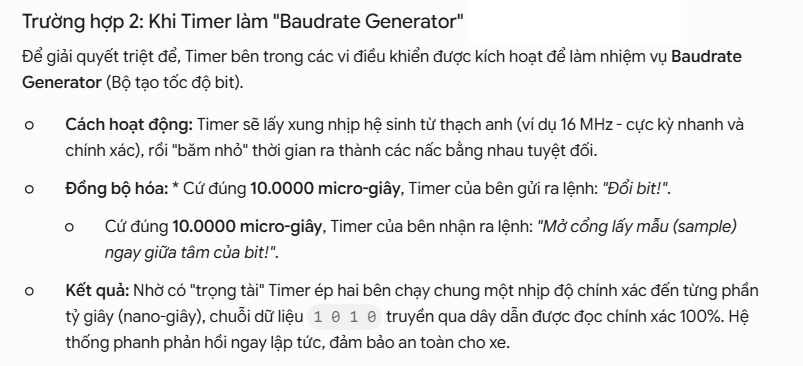 Trường hợp 2: Khi Timer làm "Baudrate Generator"
Để giải quyết triệt để, Timer bên trong các vi điều khiển được kích hoạt để làm nhiệm vụ Baudrate
Generator (Bộ tạo tốc độ bit).
Cách hoạt động: Timer sẽ lấy xung nhịp hệ sinh từ thạch anh (ví dụ 16 MHz - cực kỳ nhanh và
chính xác), rồi "băm nhỏ" thời gian ra thành các nấc bằng nhau tuyệt đối.
Đồng bộ hóa: * Cứ đúng 10.0000 micro-giây, Timer của bên gửi ra lệnh: "Đổi bit!".
Cứ đúng 10.0000 micro-giây, Timer của bên nhận ra lệnh: "Mở cổng lấy mẫu (sample)
ngay giữa tâm của bit!".
Kết quả: Nhờ có "trọng tài" Timer ép hai bên chạy chung một nhịp độ chính xác đến từng phần
tỷ giây (nano-giây), chuỗi dữ liệu 1 0 1 0 truyền qua dây dẫn được đọc chính xác 100%. Hệ
thống phanh phản hồi ngay lập tức, đảm bảo an toàn cho xe.